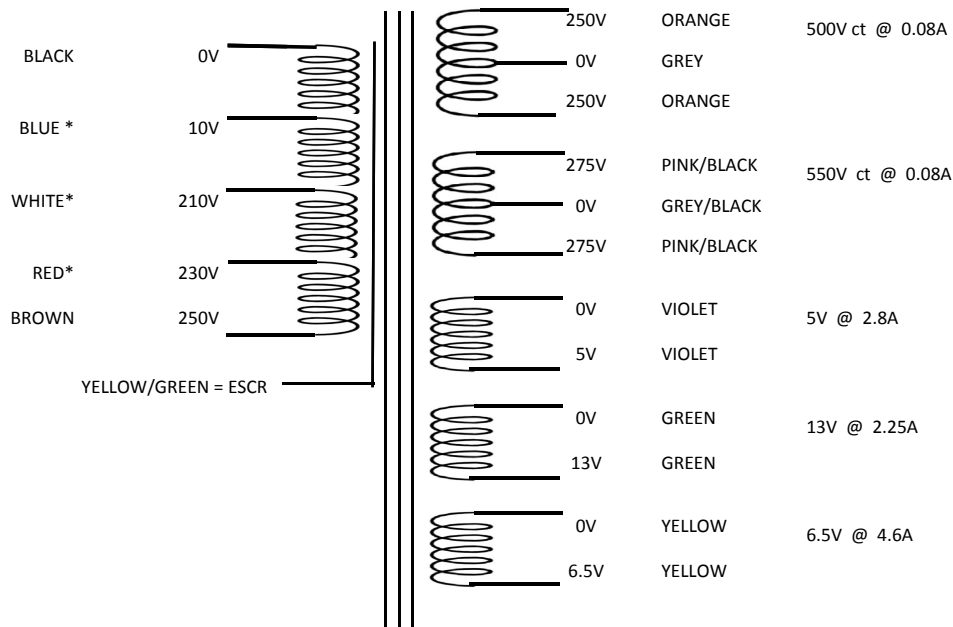 BLACK 0V
BLUE * 10V
WHITE* 210V
RED* 230V
BROWN 250V
YELLOW/GREEN = ESCR
250V ORANGE 500V ct @ 0.08A
0V GREY
250V ORANGE
275V PINK/BLACK 550V ct @ 0.08A
0V GREY/BLACK
275V PINK/BLACK
0V VIOLET 5V @ 2.8A
5V VIOLET
0V GREEN 13V @ 2.25A
13V GREEN
0V YELLOW 6.5V @ 4.6A
6.5V YELLOW